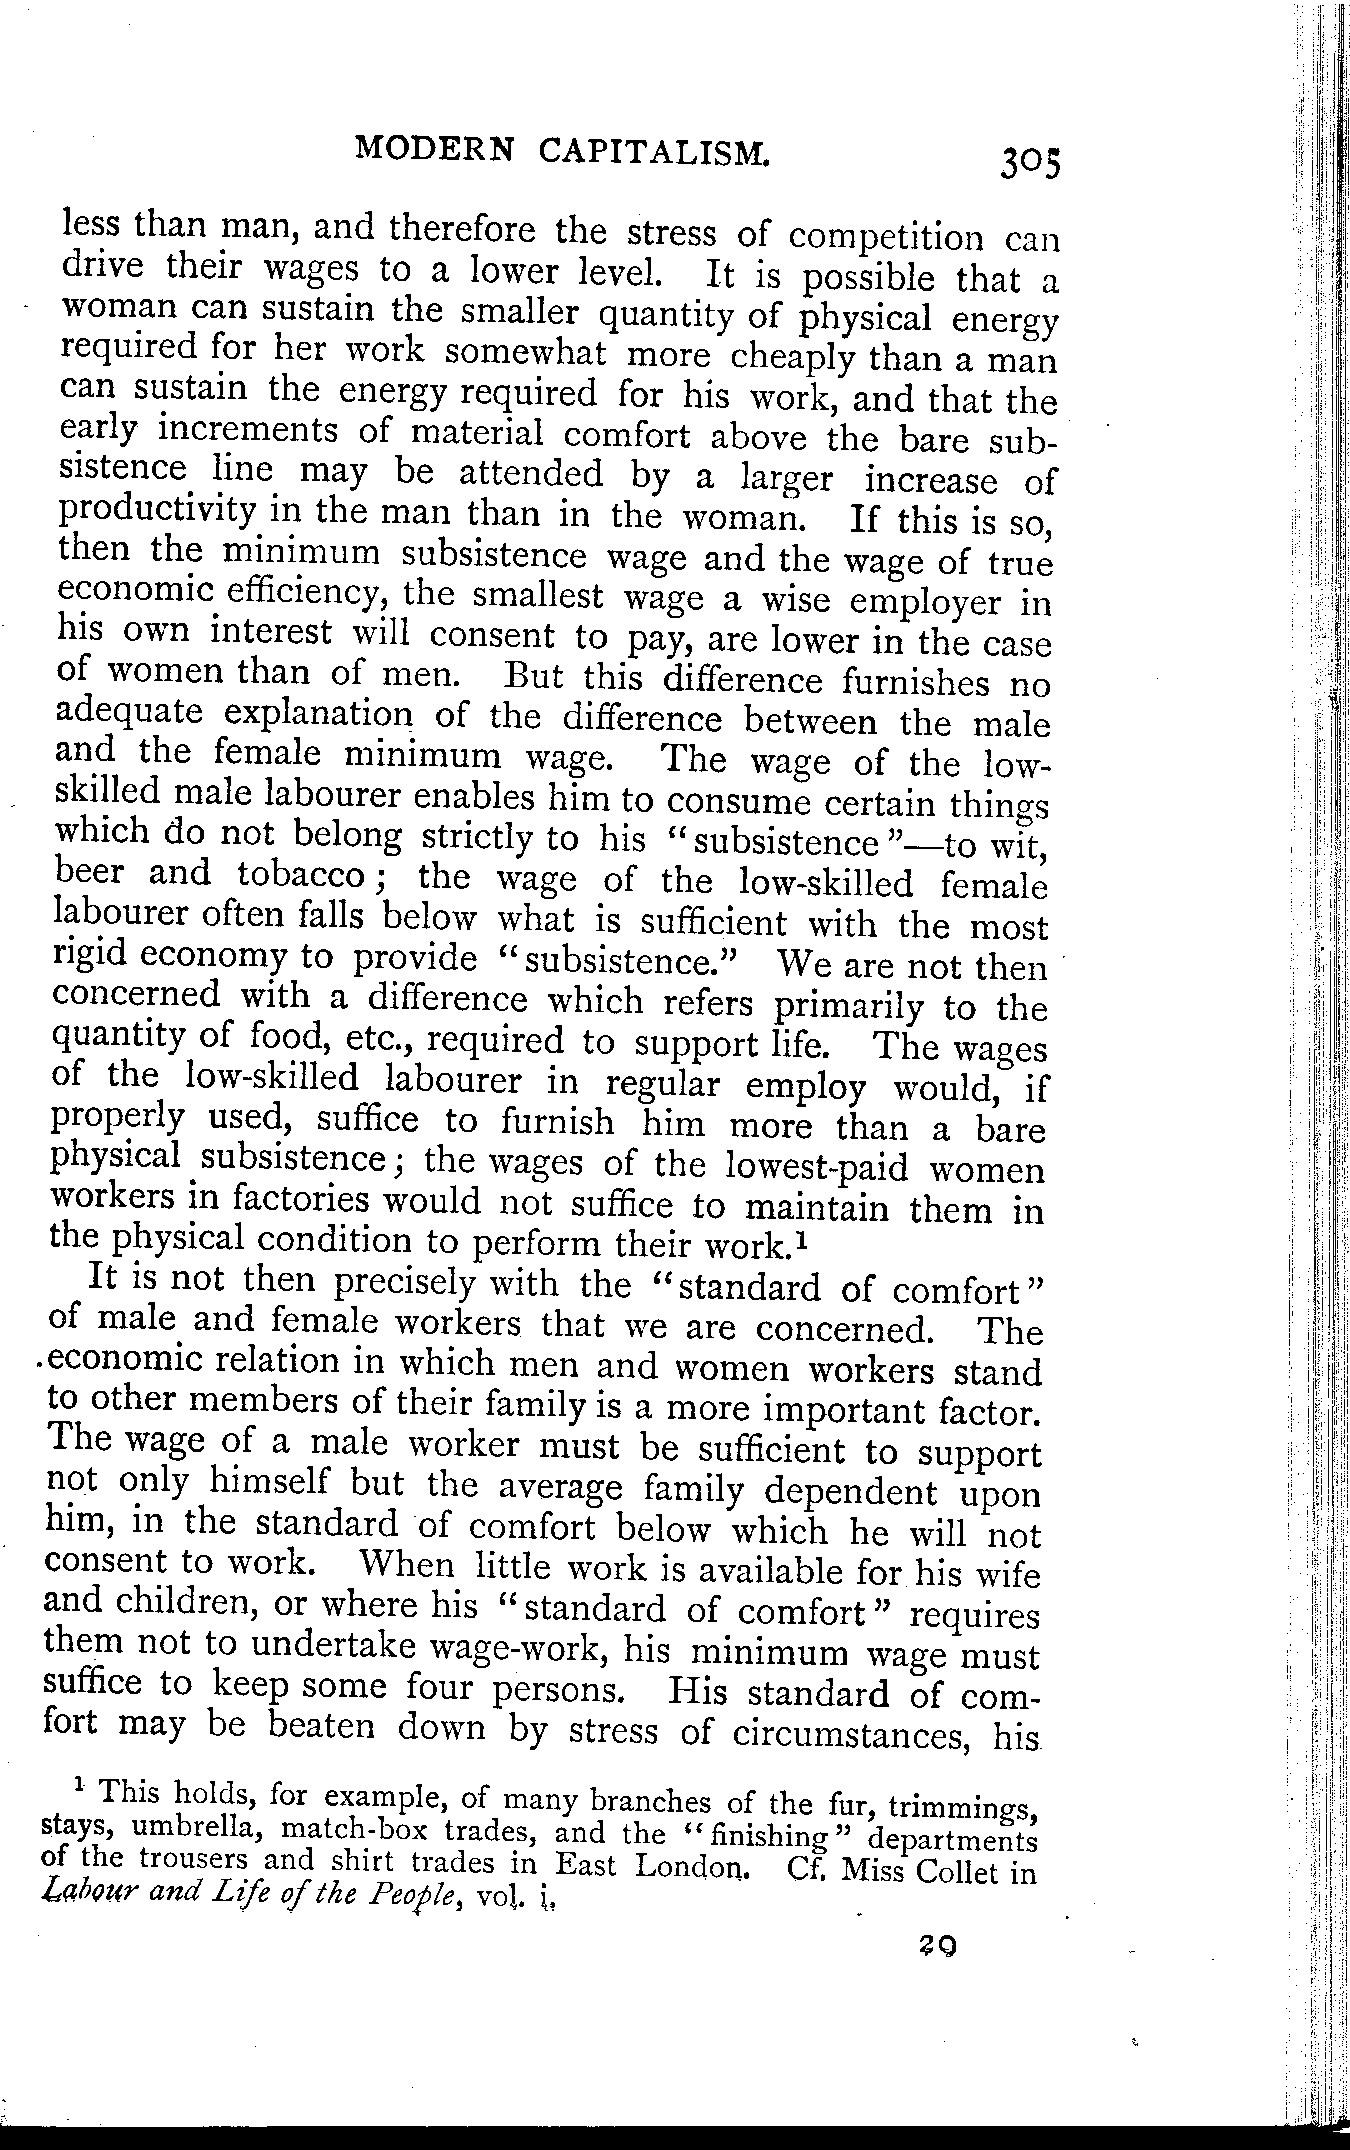 MODERN CAPITALISM. 305
less than man, and therefore the stress of competition can
drive their wages to a lower level. It is possible that a
woman can sustain the smaller quantity of physical energy
required for her work somewhat more cheaply than a man
can sustain the energy required for his work, and that the
early increments of material comfort above the bare sub-
sistence line may be attended by a larger increase of
productivity in the man than in the woman. If this is so,
then the minimum subsistence wage and the wage of true
economic efficiency, the smallest wage a wise employer in
his own interest will consent to pay, are lower in the case
of women than of men. But this difference furnishes no
adequate explanation of the difference between the male
and the female minimum wage. The wage of the low-
skilled male labourer enables him to consume certain things
which do not belong strictly to his “subsistence”—to wit,
beer and tobacco; the wage of the low-skilled female
labourer often falls below what is sufficient with the most
rigid economy to provide “subsistence.” We are not then
concerned with a difference which refers primarily to the
quantity of food, etc., required to support life. The wages
of the low-skilled labourer in regular employ would, if
properly used, suffice to furnish him more than a bare
physical subsistence; the wages of the lowest-paid women
workers in factories would not suffice to maintain them in
the physical condition to perform their work.¹
It is not then precisely with the “standard of comfort”
of male and female workers that we are concerned. The
economic relation in which men and women workers stand
to other members of their family is a more important factor.
The wage of a male worker must be sufficient to support
not only himself but the average family dependent upon
him, in the standard of comfort below which he will not
consent to work. When little work is available for his wife
and children, or where his “standard of comfort” requires
them not to undertake wage-work, his minimum wage must
suffice to keep some four persons. His standard of com-
fort may be beaten down by stress of circumstances, his
¹ This holds, for example, of many branches of the fur, trimmings,
stays, umbrella, match-box trades, and the “finishing” departments
of the trousers and shirt trades in East London. Cf. Miss Collet in
Labour and Life of the People, vol. i.
20